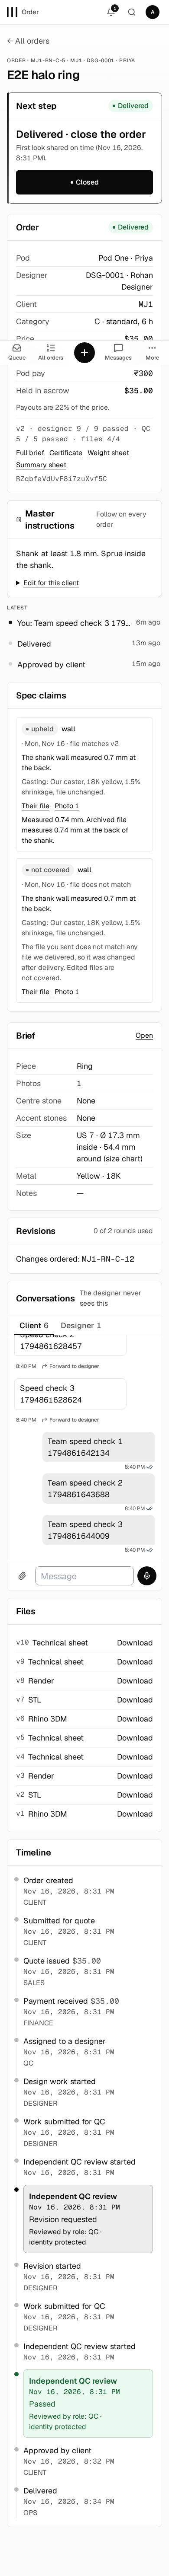 Order
1
A
← All orders
ORDER · MJ1-RN-C-5 · MJ1 · DSG-0001 · PRIYA
E2E halo ring
Next step
Delivered
Delivered · close the order
First look shared on time (Nov 16, 2026,
8:31 PM).
Closed
Order
Delivered
Pod
Pod One · Priya
Designer
DSG-0001 · Rohan
Designer
Client
MJ1
Category
C · standard, 6 h
Price
$35.00
Queue
All orders
Messages
More
Pod pay
₹300
Held in escrow
$35.00
Payouts are 22% of the price.
v2 · designer 9 / 9 passed · QC
5 / 5 passed · files 4/4
Full brief
Certificate
Weight sheet
Summary sheet
RZqbfaVdUvF81i7zuXvf5C
Master
instructions
Follow on every
order
Shank at least 1.8 mm. Sprue inside
the shank.
Edit for this client
LATEST
You: Team speed check 3 179...
6m ago
Delivered
13m ago
Approved by client
15m ago
Spec claims
upheld
wall
· Mon, Nov 16 · file matches v2
The shank wall measured 0.7 mm at
the back.
Casting: Our caster, 18K yellow, 1.5%
shrinkage, file unchanged.
Their file
Photo 1
Measured 0.74 mm. Archived file
measures 0.74 mm at the back of
the shank.
not covered
wall
· Mon, Nov 16 · file does not match
The shank wall measured 0.7 mm at
the back.
Casting: Our caster, 18K yellow, 1.5%
shrinkage, file unchanged.
The file you sent does not match any
file we delivered, so it was changed
after delivery. Edited files are
not covered.
Their file
Photo 1
Brief
Open
Piece
Ring
Photos
1
Centre stone
None
Accent stones
None
Size
US 7 · Ø 17.3 mm
inside · 54.4 mm
around (size chart)
Metal
Yellow · 18K
Notes
—
Revisions
0 of 2 rounds used
Changes ordered: MJ1-RN-C-12
Conversations
The designer never
sees this
Client 6
Designer 1
Speed check 2
1794861628457
8:40 PM
Forward to designer
Speed check 3
1794861628624
8:40 PM
Forward to designer
Team speed check 1
1794861642134
8:40 PM
Team speed check 2
1794861643688
8:40 PM
Team speed check 3
1794861644009
8:40 PM
Message
Files
v10 Technical sheet
Download
v9 Technical sheet
Download
v8 Render
Download
v7 STL
Download
v6 Rhino 3DM
Download
v5 Technical sheet
Download
v4 Technical sheet
Download
v3 Render
Download
v2 STL
Download
v1 Rhino 3DM
Download
Timeline
Order created
Nov 16, 2026, 8:31 PM
CLIENT
Submitted for quote
Nov 16, 2026, 8:31 PM
CLIENT
Quote issued $35.00
Nov 16, 2026, 8:31 PM
SALES
Payment received $35.00
Nov 16, 2026, 8:31 PM
FINANCE
Assigned to a designer
Nov 16, 2026, 8:31 PM
QC
Design work started
Nov 16, 2026, 8:31 PM
DESIGNER
Work submitted for QC
Nov 16, 2026, 8:31 PM
DESIGNER
Independent QC review started
Nov 16, 2026, 8:31 PM
Independent QC review
Nov 16, 2026, 8:31 PM
Revision requested
Reviewed by role: QC ·
identity protected
Revision started
Nov 16, 2026, 8:31 PM
DESIGNER
Work submitted for QC
Nov 16, 2026, 8:31 PM
DESIGNER
Independent QC review started
Nov 16, 2026, 8:31 PM
Independent QC review
Nov 16, 2026, 8:31 PM
Passed
Reviewed by role: QC ·
identity protected
Approved by client
Nov 16, 2026, 8:32 PM
CLIENT
Delivered
Nov 16, 2026, 8:34 PM
OPS